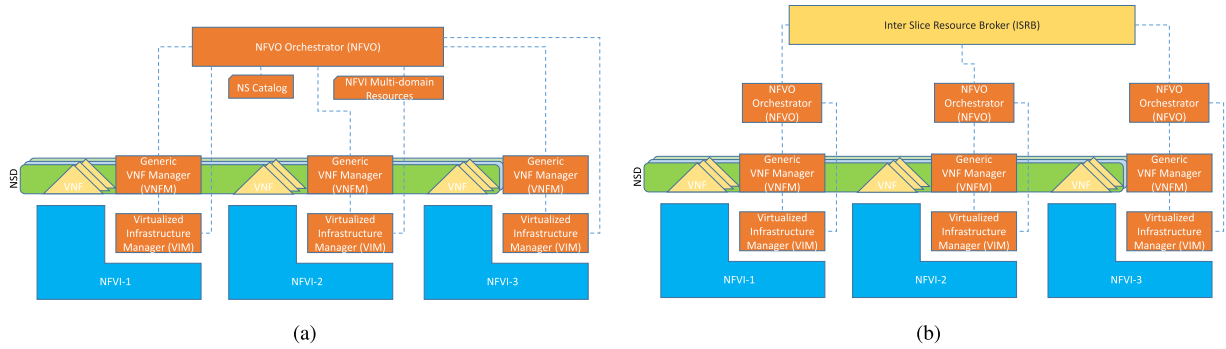 NFVO Orchestrator (NFVO)
NS Catalog
NFVI Multi-domain
Resources
NSD
VNF
Generic
VNF Manager
(VNFM)
VNF
Generic
VNF Manager
(VNFM)
VNF
Generic
VNF Manager
(VNFM)
Virtualized
Infrastructure
Manager (VIM)
Virtualized
Infrastructure
Manager (VIM)
Virtualized
Infrastructure
Manager (VIM)
NFVI-1
NFVI-2
NFVI-3
(a)
Inter Slice Resource Broker (ISRB)
NFVO
Orchestrator
(NFVO)
NFVO
Orchestrator
(NFVO)
NFVO
Orchestrator
(NFVO)
NSD
VNF
Generic
VNF Manager
(VNFM)
VNF
Generic
VNF Manager
(VNFM)
VNF
Generic
VNF Manager
(VNFM)
Virtualized
Infrastructure
Manager (VIM)
Virtualized
Infrastructure
Manager (VIM)
Virtualized
Infrastructure
Manager (VIM)
NFVI-1
NFVI-2
NFVI-3
(b)